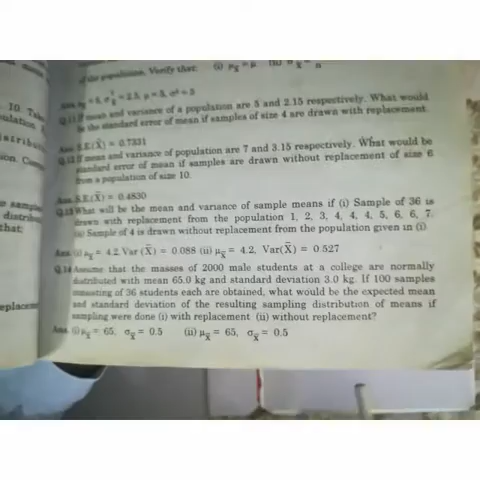 of the population. Verify that: (i) μx̄ = μ
10. Take
Q.11 If mean and variance of a population are 5 and 2.15 respectively. What would
be the standard error of mean if samples of size 4 are drawn with replacement.
Ans. S.E.(X̄) = 0.7331
Q.12 If mean and variance of population are 7 and 3.15 respectively. What would be
standard error of mean if samples are drawn without replacement of size 6
from a population of size 10.
Ans. S.E.(X̄) = 0.4830
Q.13 What will be the mean and variance of sample means if (i) Sample of 36 is
drawn with replacement from the population 1, 2, 3, 4, 4, 4, 5, 6, 6, 7.
(ii) Sample of 4 is drawn without replacement from the population given in (i).
that:
Ans. (i) μx̄ = 4.2, Var (X̄) = 0.088 (ii) μx̄ = 4.2, Var(X̄) = 0.527
Q.14 Assume that the masses of 2000 male students at a college are normally
distributed with mean 65.0 kg and standard deviation 3.0 kg. If 100 samples
consisting of 36 students each are obtained, what would be the expected mean
and standard deviation of the resulting sampling distribution of means if
sampling were done (i) with replacement (ii) without replacement?
Ans. (i) μx̄ = 65, σx̄ = 0.5 (ii) μx̄ = 65, σx̄ = 0.5